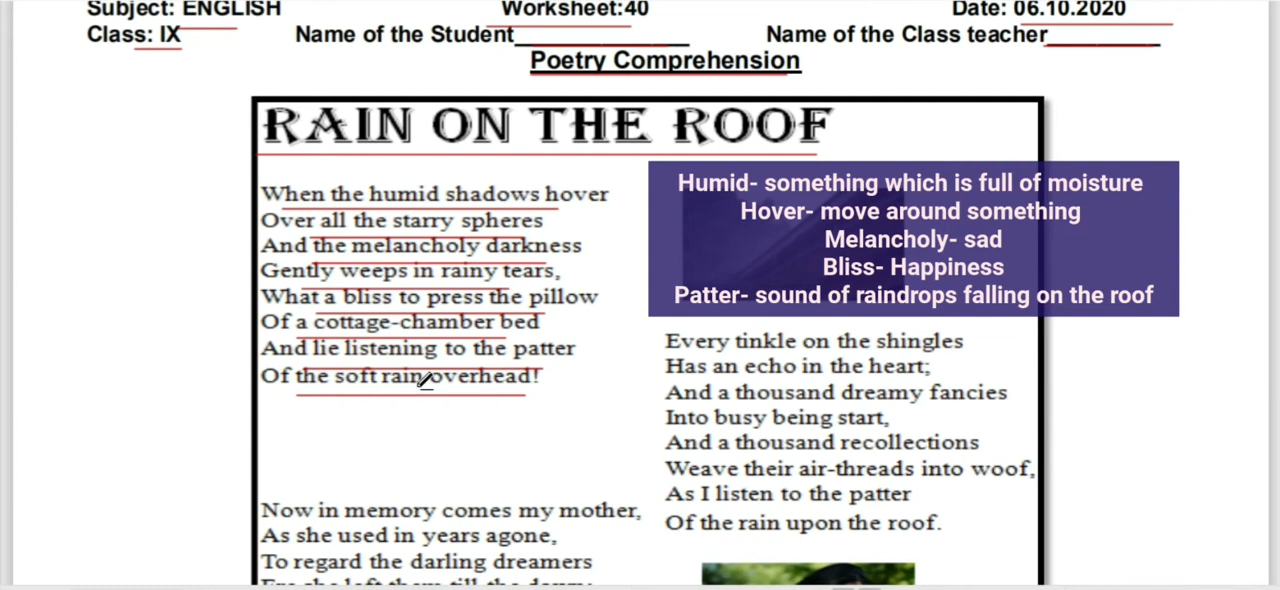 Subject: ENGLISH Worksheet:40 Date: 06.10.2020
Class: IX Name of the Student__________ Name of the Class teacher__________
Poetry Comprehension
RAIN ON THE ROOF
When the humid shadows hover
Over all the starry spheres
And the melancholy darkness
Gently weeps in rainy tears,
What a bliss to press the pillow
Of a cottage-chamber bed
And lie listening to the patter
Of the soft rain overhead!
Humid- something which is full of moisture
Hover- move around something
Melancholy- sad
Bliss- Happiness
Patter- sound of raindrops falling on the roof
Every tinkle on the shingles
Has an echo in the heart;
And a thousand dreamy fancies
Into busy being start,
And a thousand recollections
Weave their air-threads into woof,
As I listen to the patter
Of the rain upon the roof.
Now in memory comes my mother,
As she used in years agone,
To regard the darling dreamers